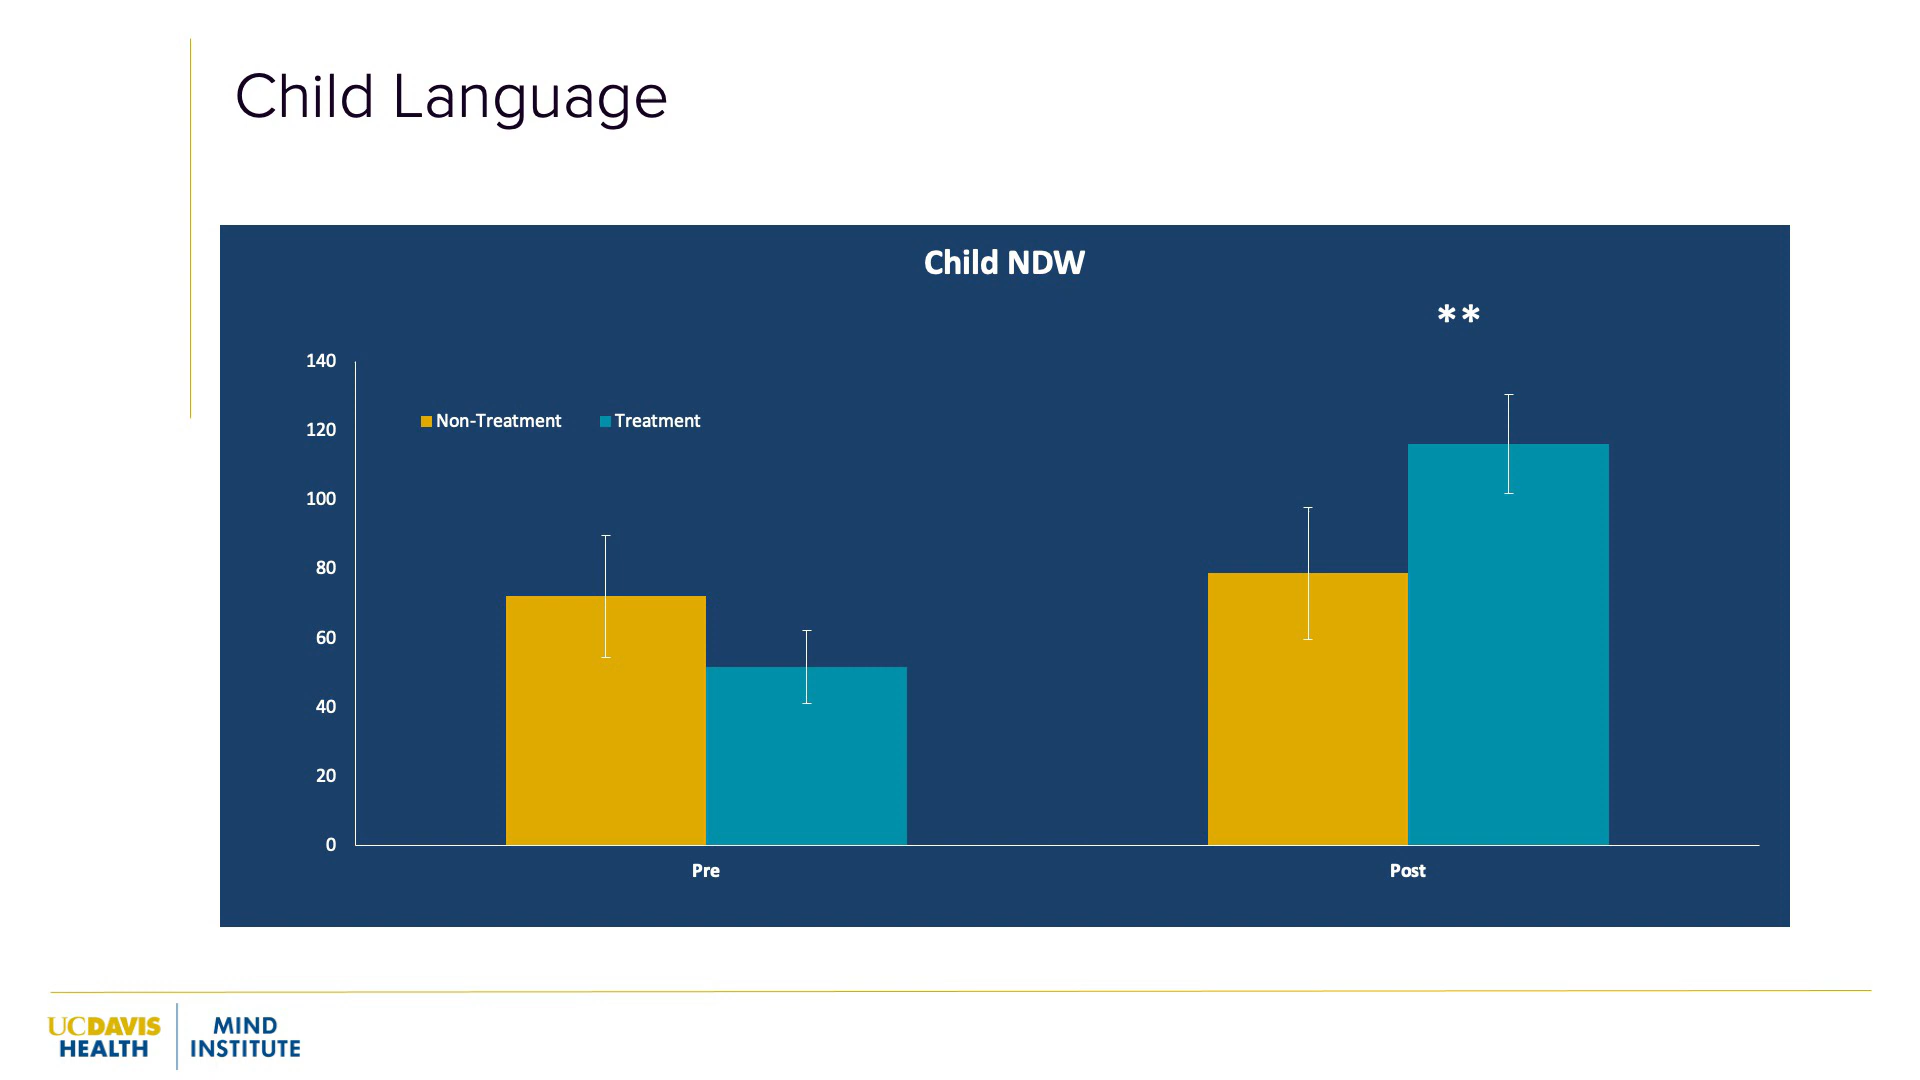 Child Language
Child NDW
**
140
Non-Treatment Treatment
120
100
80
60
40
20
0
Pre Post
UCDAVIS
HEALTH
MIND
INSTITUTE